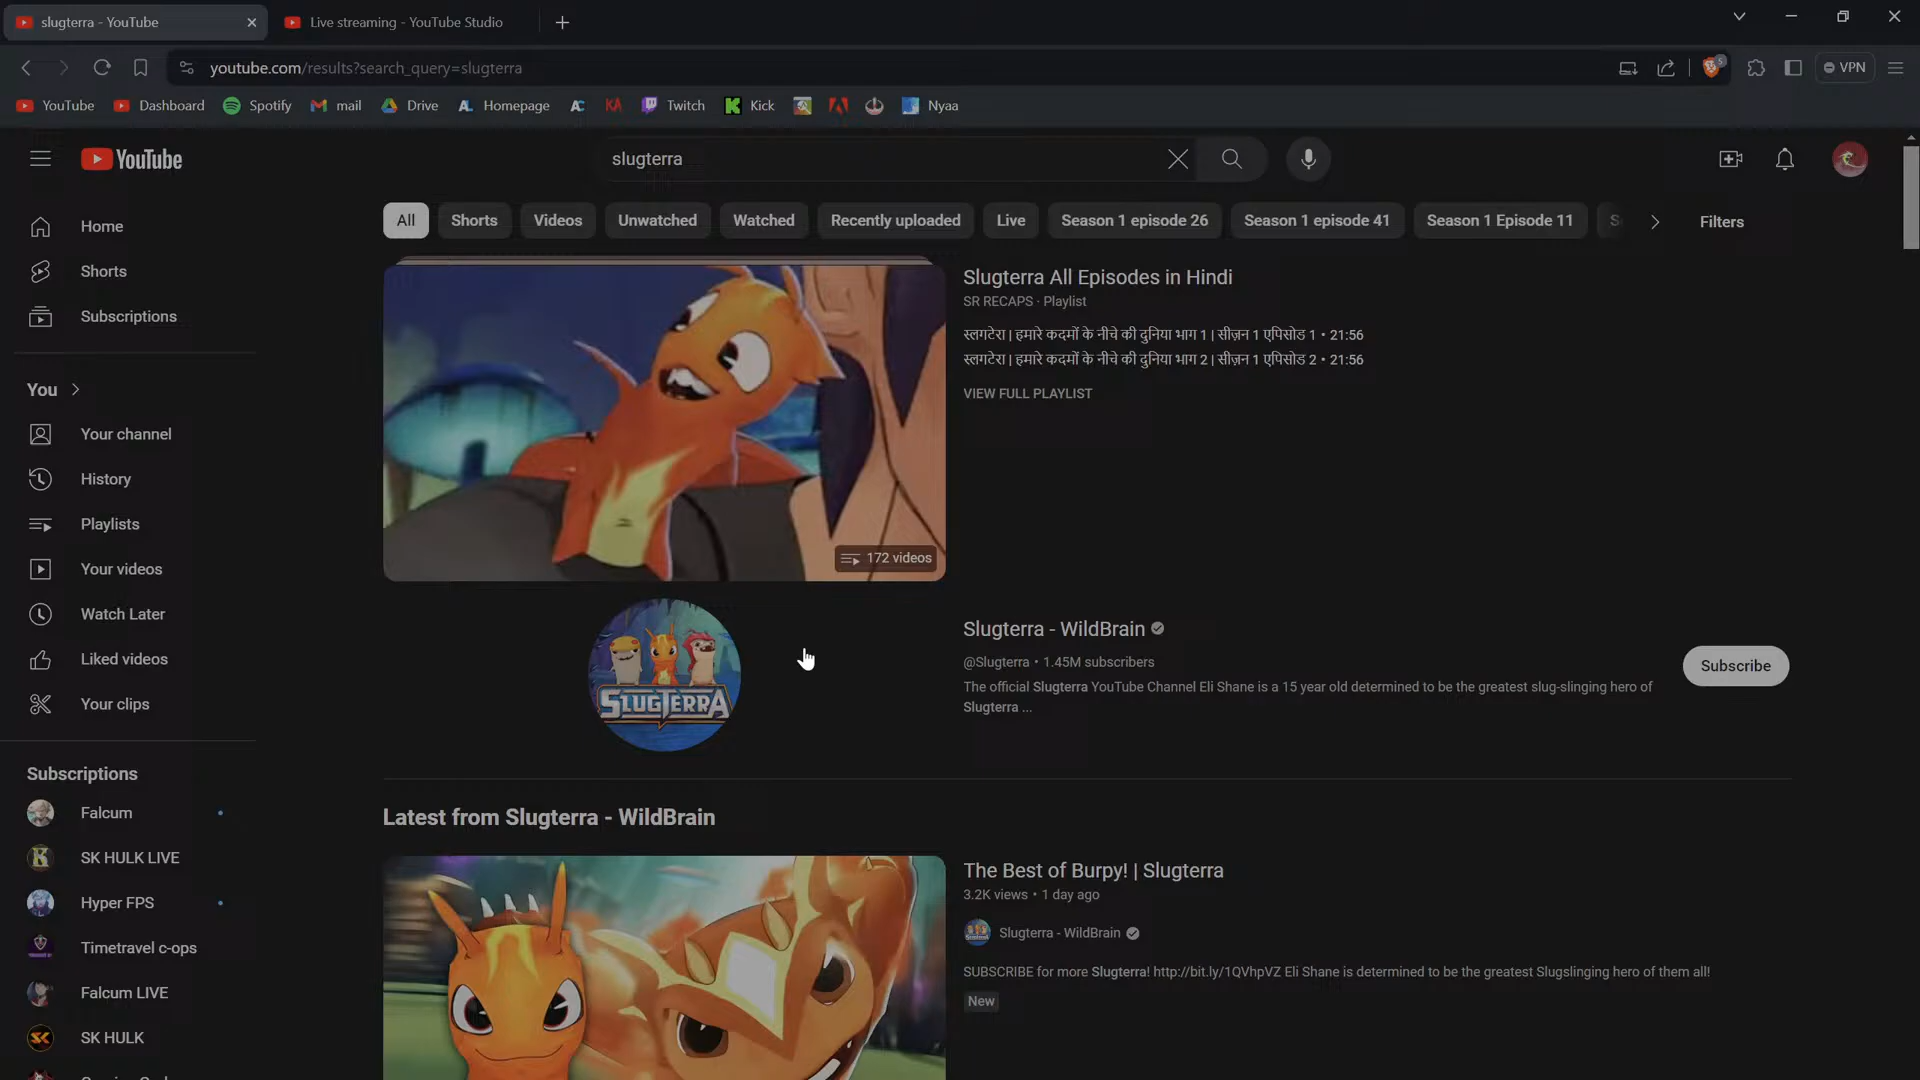 slugterra - YouTube
Live streaming - YouTube Studio
youtube.com/results?search_query=slugterra
5
VPN
YouTube
Dashboard
Spotify
mail
Drive
Homepage
Twitch
Kick
Nyaa
YouTube
slugterra
Home
Shorts
Subscriptions
You
Your channel
History
Playlists
Your videos
Watch Later
Liked videos
Your clips
Subscriptions
Falcum
SK HULK LIVE
Hyper FPS
Timetravel c-ops
Falcum LIVE
SK HULK
All
Shorts
Videos
Unwatched
Watched
Recently uploaded
Live
Season 1 episode 26
Season 1 episode 41
Season 1 Episode 11
Filters
172 videos
Slugterra All Episodes in Hindi
SR RECAPS · Playlist
स्लगटेरा | हमारे कदमों के नीचे की दुनिया भाग 1 | सीज़न 1 एपिसोड 1 • 21:56
स्लगटेरा | हमारे कदमों के नीचे की दुनिया भाग 2 | सीज़न 1 एपिसोड 2 • 21:56
VIEW FULL PLAYLIST
SLUGTERRA
Slugterra - WildBrain
@Slugterra • 1.45M subscribers
The official Slugterra YouTube Channel Eli Shane is a 15 year old determined to be the greatest slug-slinging hero of
Slugterra ...
Subscribe
Latest from Slugterra - WildBrain
The Best of Burpy! | Slugterra
3.2K views • 1 day ago
Slugterra - WildBrain
SUBSCRIBE for more Slugterra! http://bit.ly/1QVhpVZ Eli Shane is determined to be the greatest Slugslinging hero of them all!
New